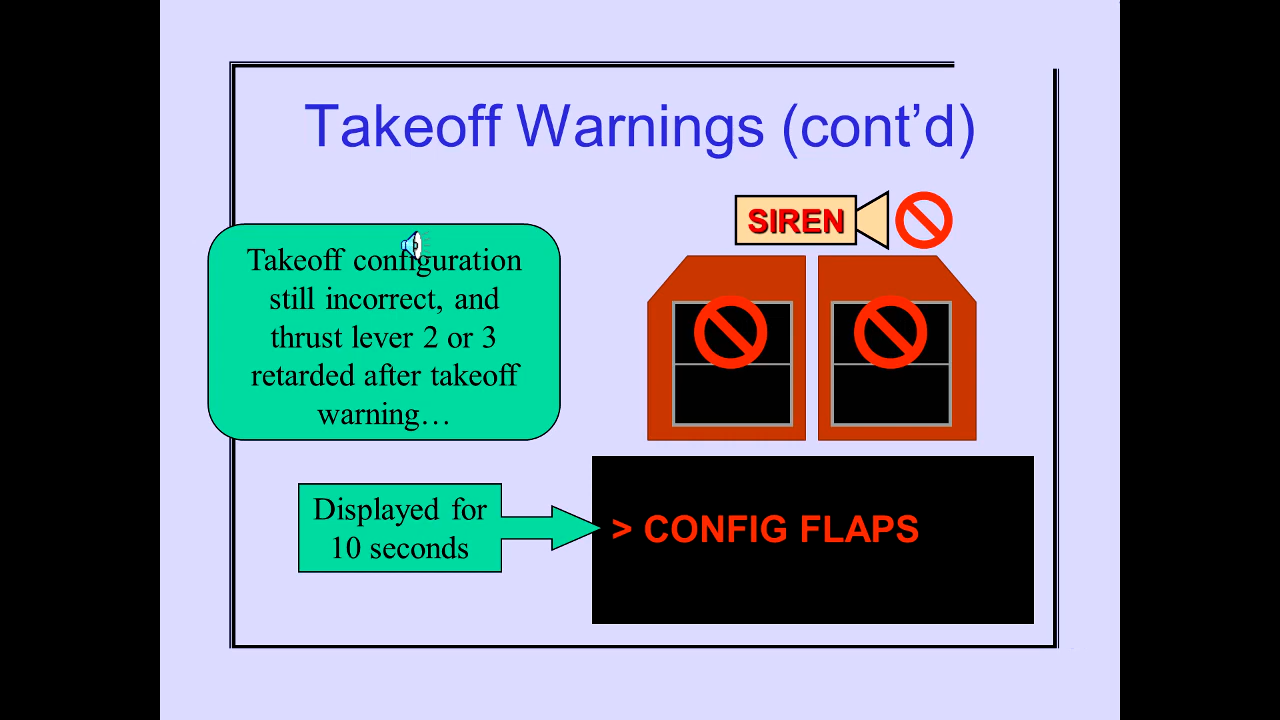 Takeoff Warnings (cont’d)
SIREN
Takeoff configuration
still incorrect, and
thrust lever 2 or 3
retarded after takeoff
warning…
Displayed for
10 seconds
> CONFIG FLAPS